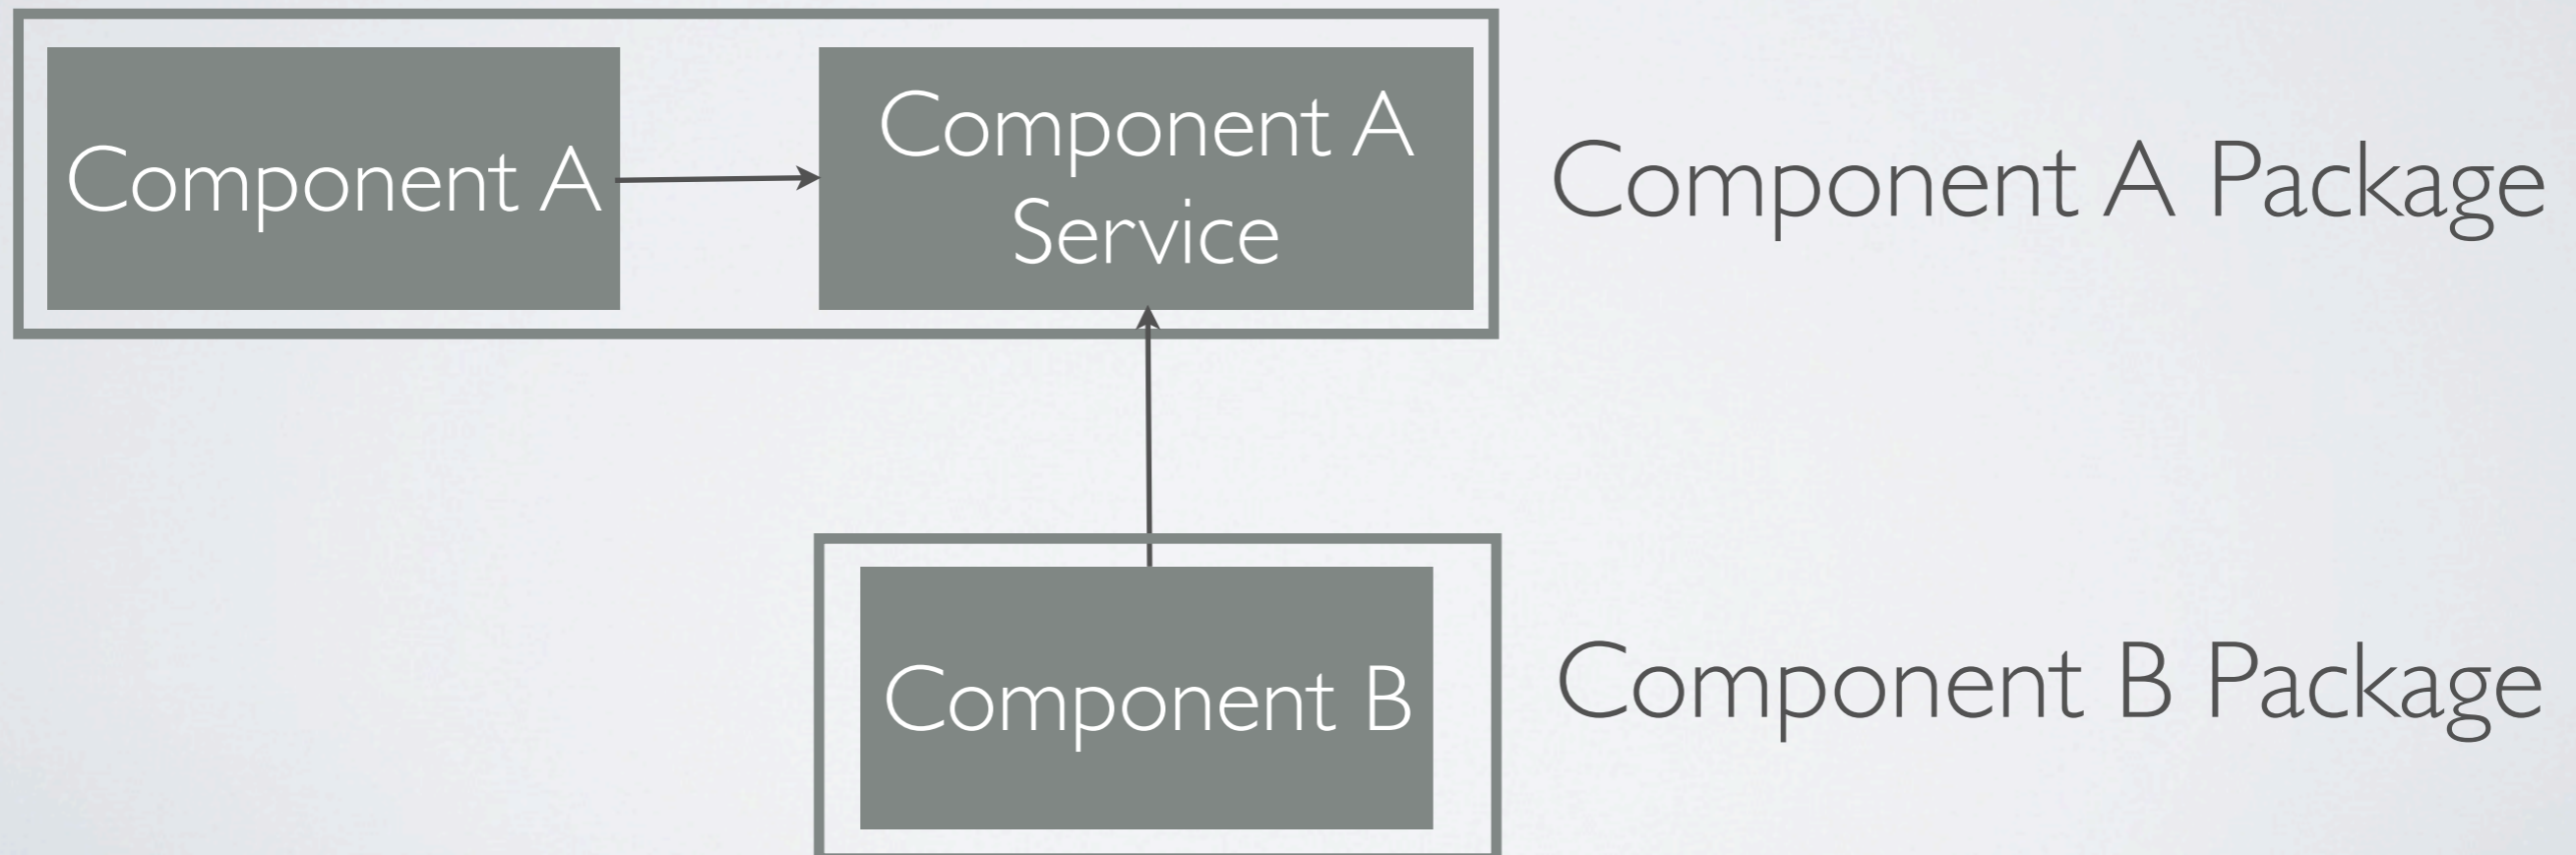 Component A
Component A
Service
Component A Package
Component B
Component B Package